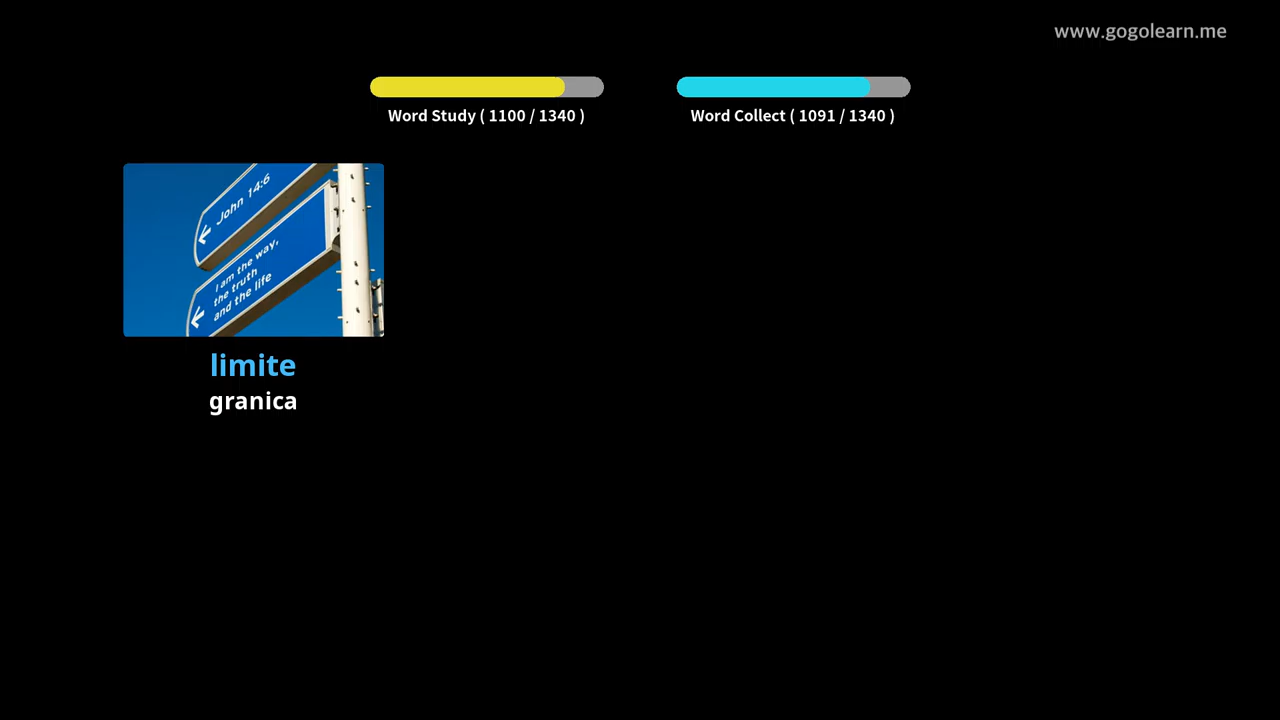 www.gogolearn.me
Word Study ( 1100 / 1340 )
Word Collect ( 1091 / 1340 )
John 14:6
I am the way,
the truth
and the life
limite
granica